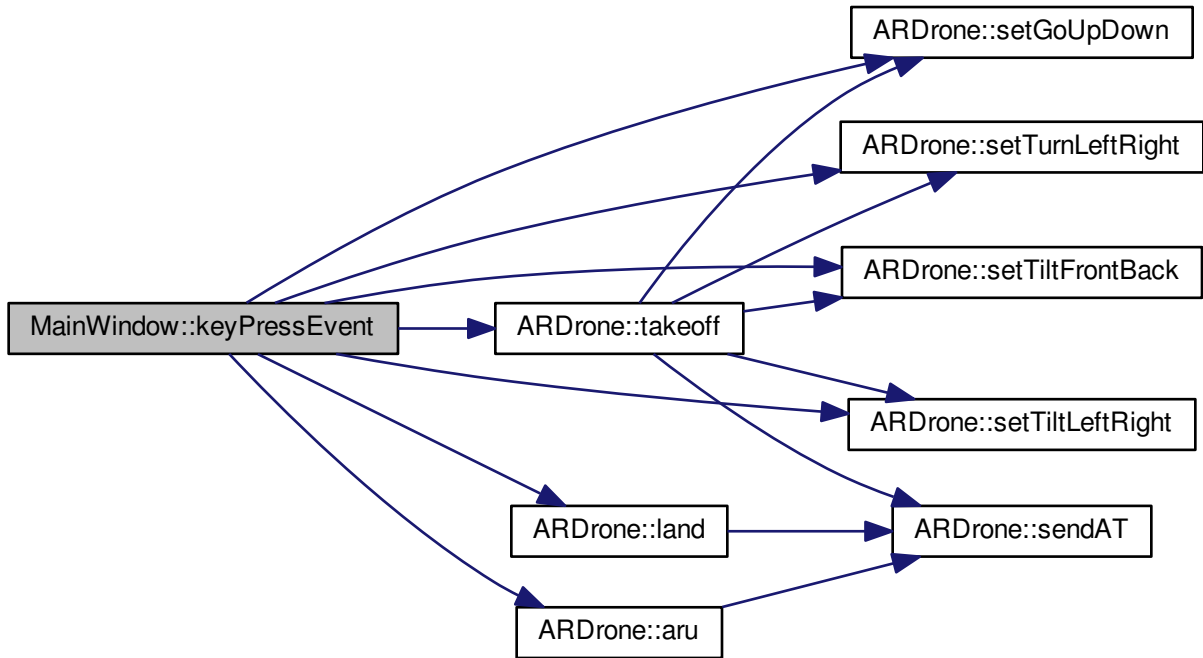 ARDrone::setGoUpDown
ARDrone::setTurnLeftRight
ARDrone::setTiltFrontBack
MainWindow::keyPressEvent
ARDrone::takeoff
ARDrone::setTiltLeftRight
ARDrone::land
ARDrone::sendAT
ARDrone::aru